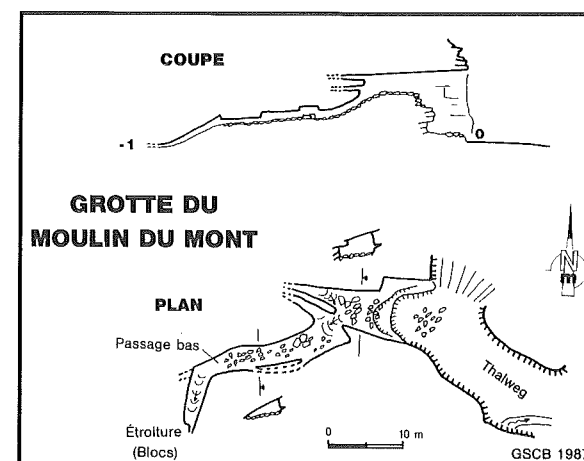 COUPE
-1
0
GROTTE DU
MOULIN DU MONT
N
PLAN
Passage bas
Thalweg
Étroiture
(Blocs)
0 10 m
GSCB 198